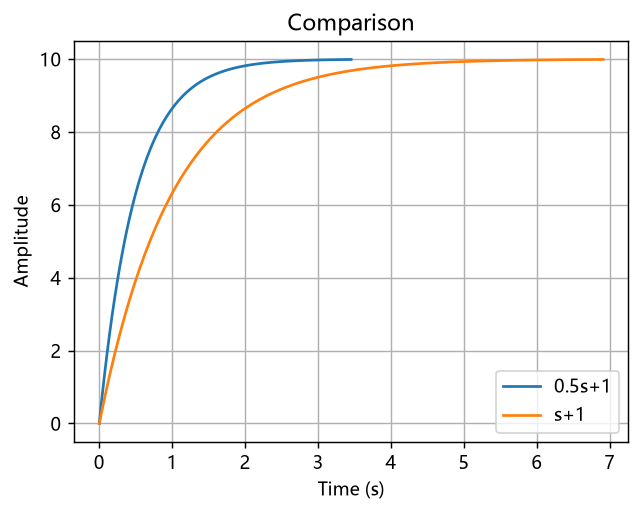 Comparison
Amplitude
10
8
6
4
2
0
0 1 2 3 4 5 6 7
Time (s)
0.5s+1
s+1